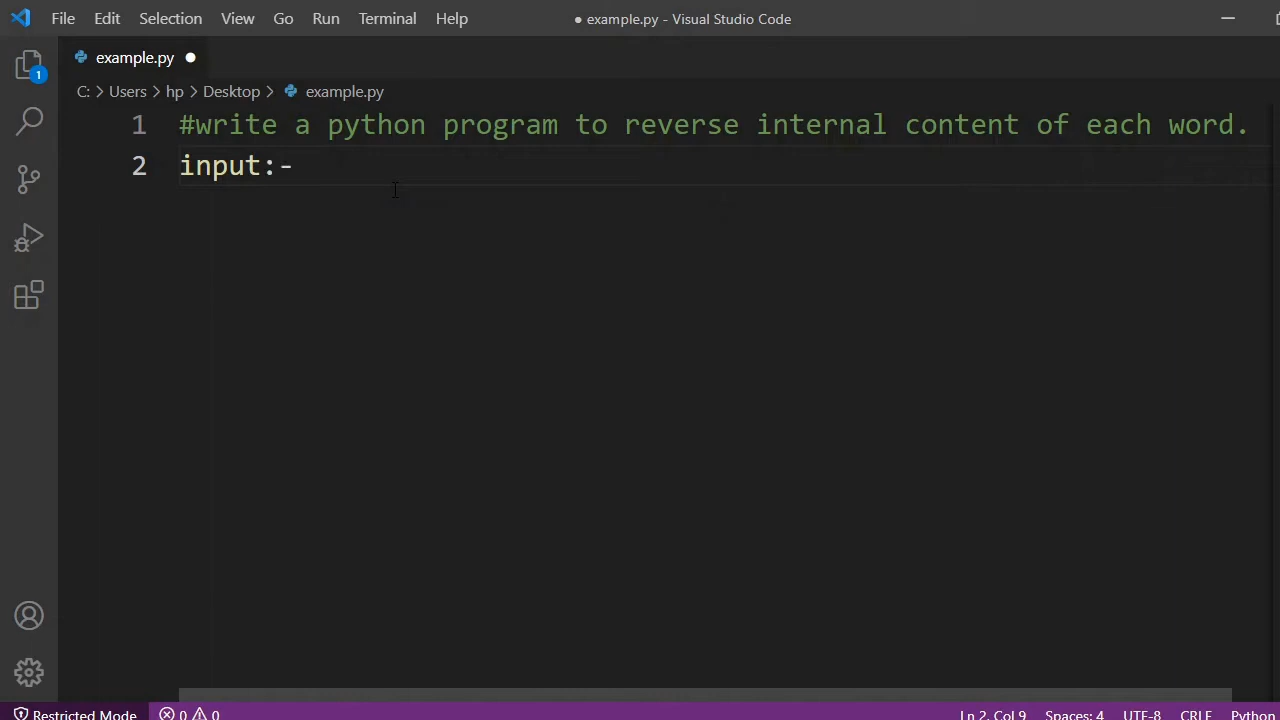 File Edit Selection View Go Run Terminal Help ● example.py - Visual Studio Code
example.py ●
1
C: > Users > hp > Desktop > example.py
1 #write a python program to reverse internal content of each word.
2 input:-
Restricted Mode 0 0 Ln 2, Col 9 Spaces: 4 UTF-8 CRLF Python